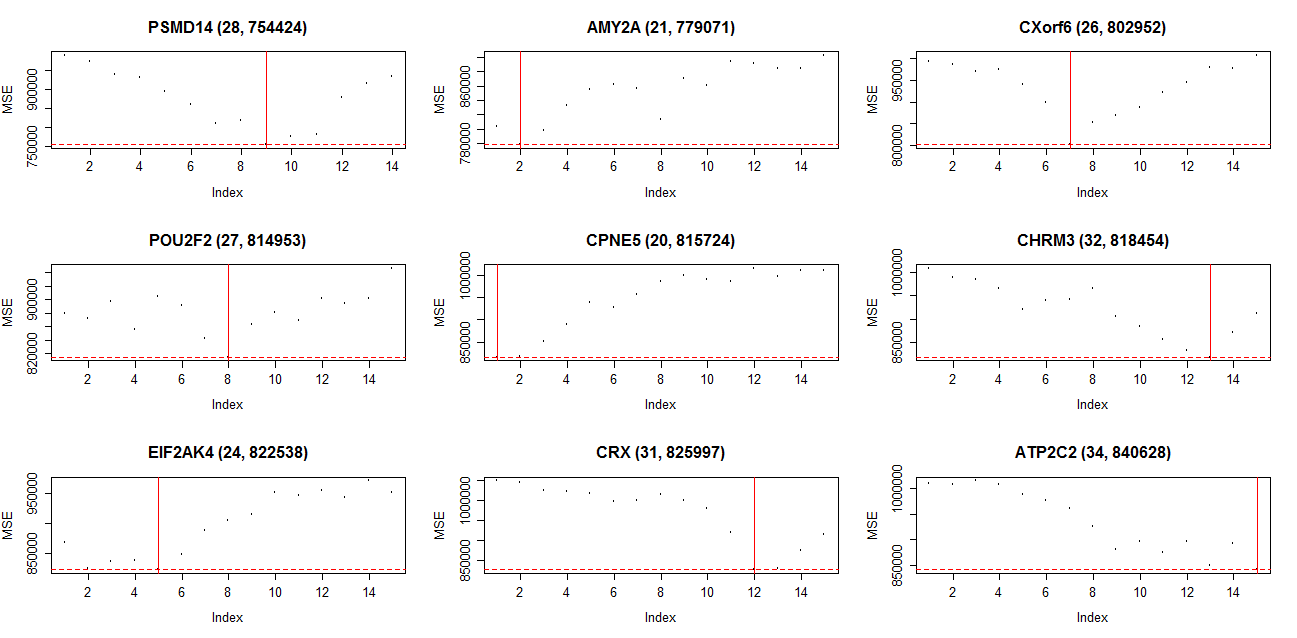 PSMD14 (28, 754424)
MSE
750000 900000
2 4 6 8 10 12 14
Index
AMY2A (21, 779071)
MSE
780000 860000
2 4 6 8 10 12 14
Index
CXorf6 (26, 802952)
MSE
800000 950000
2 4 6 8 10 12 14
Index
POU2F2 (27, 814953)
MSE
820000 900000
2 4 6 8 10 12 14
Index
CPNE5 (20, 815724)
MSE
850000 1000000
2 4 6 8 10 12 14
Index
CHRM3 (32, 818454)
MSE
850000 1000000
2 4 6 8 10 12 14
Index
EIF2AK4 (24, 822538)
MSE
850000 950000
2 4 6 8 10 12 14
Index
CRX (31, 825997)
MSE
850000 1000000
2 4 6 8 10 12 14
Index
ATP2C2 (34, 840628)
MSE
850000 1000000
2 4 6 8 10 12 14
Index